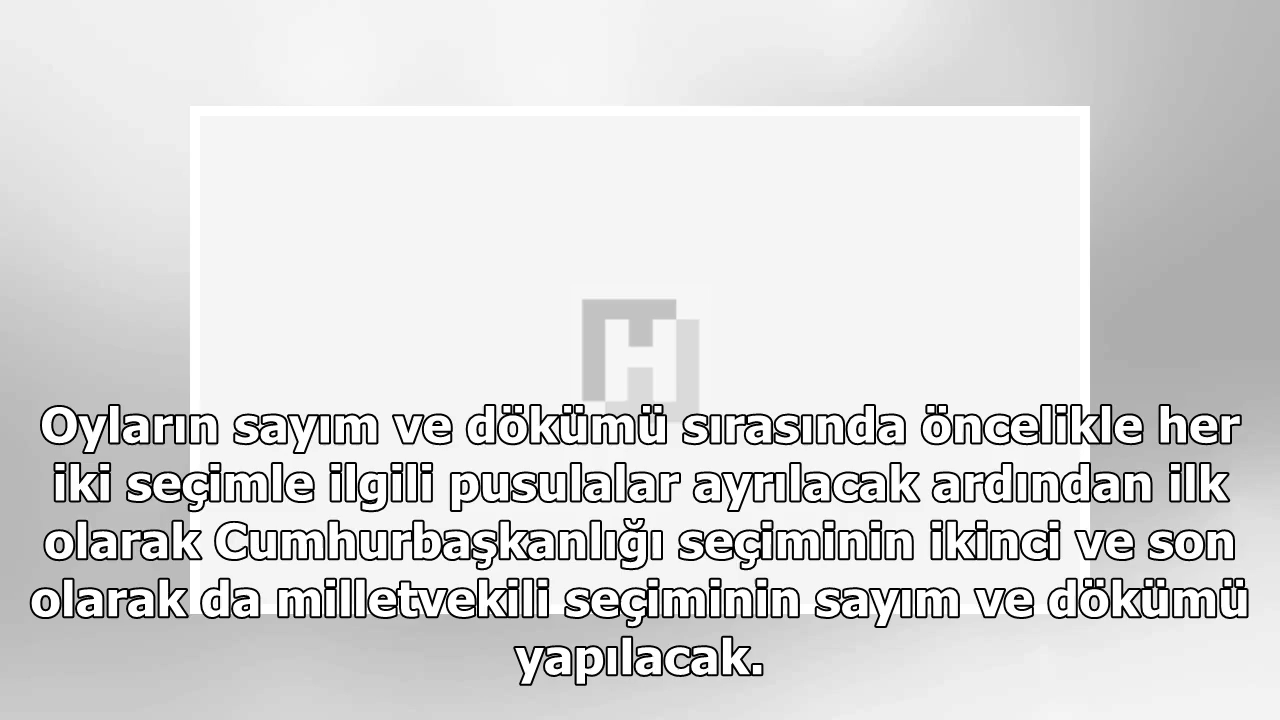 Oyların sayım ve dökümü sırasında öncelikle her
iki seçimle ilgili pusulalar ayrılacak ardından ilk
olarak Cumhurbaşkanlığı seçiminin ikinci ve son
olarak da milletvekili seçiminin sayım ve dökümü
yapılacak.